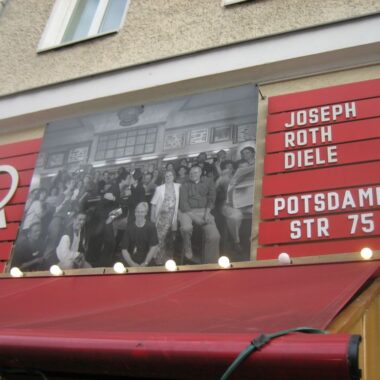 JOSEPH
ROTH
DIELE
POTSDAME
STR 75